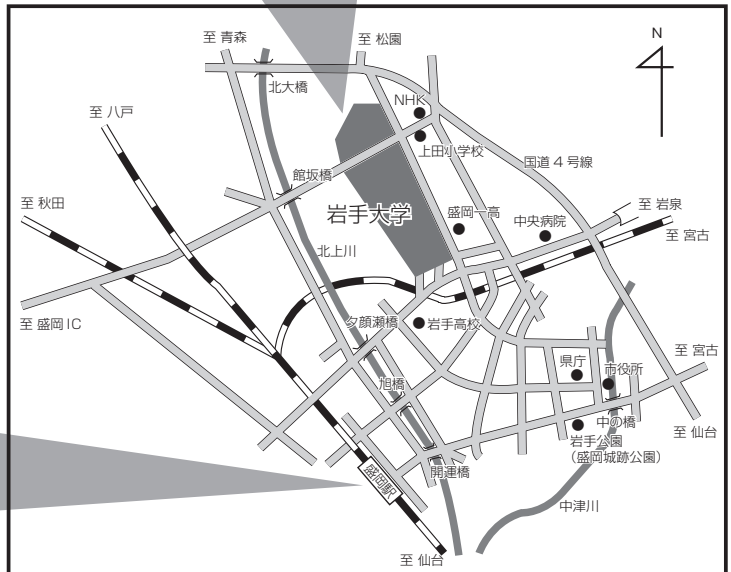 至 青森
至 松園
N
北大橋
NHK
至 八戸
上田小学校
国道４号線
館坂橋
至 秋田
岩手大学
盛岡一高
中央病院
至 岩泉
至 宮古
北上川
至 盛岡IC
夕顔瀬橋
岩手高校
県庁
市役所
至 宮古
旭橋
中の橋
至 仙台
岩手公園
(盛岡城跡公園)
開運橋
盛岡駅
中津川
至 仙台